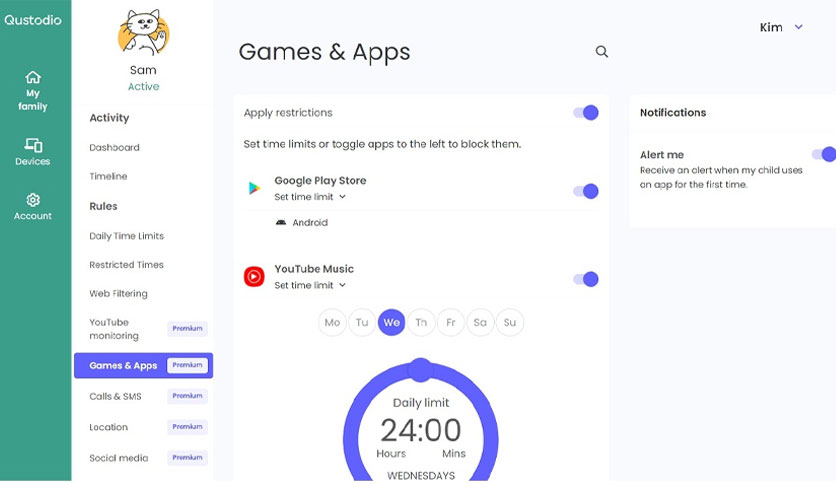 Qustodio
My
family
Devices
Account
Sam
Active
Activity
Dashboard
Timeline
Rules
Daily Time Limits
Restricted Times
Web Filtering
YouTube
monitoring
Premium
Games & Apps Premium
Calls & SMS Premium
Location Premium
Social media Premium
Games & Apps
Kim
Apply restrictions
Set time limits or toggle apps to the left to block them.
Google Play Store
Set time limit
Android
YouTube Music
Set time limit
Mo Tu We Th Fr Sa Su
Daily limit
24:00
Hours Mins
WEDNESDAYS
Notifications
Alert me
Receive an alert when my child uses
an app for the first time.